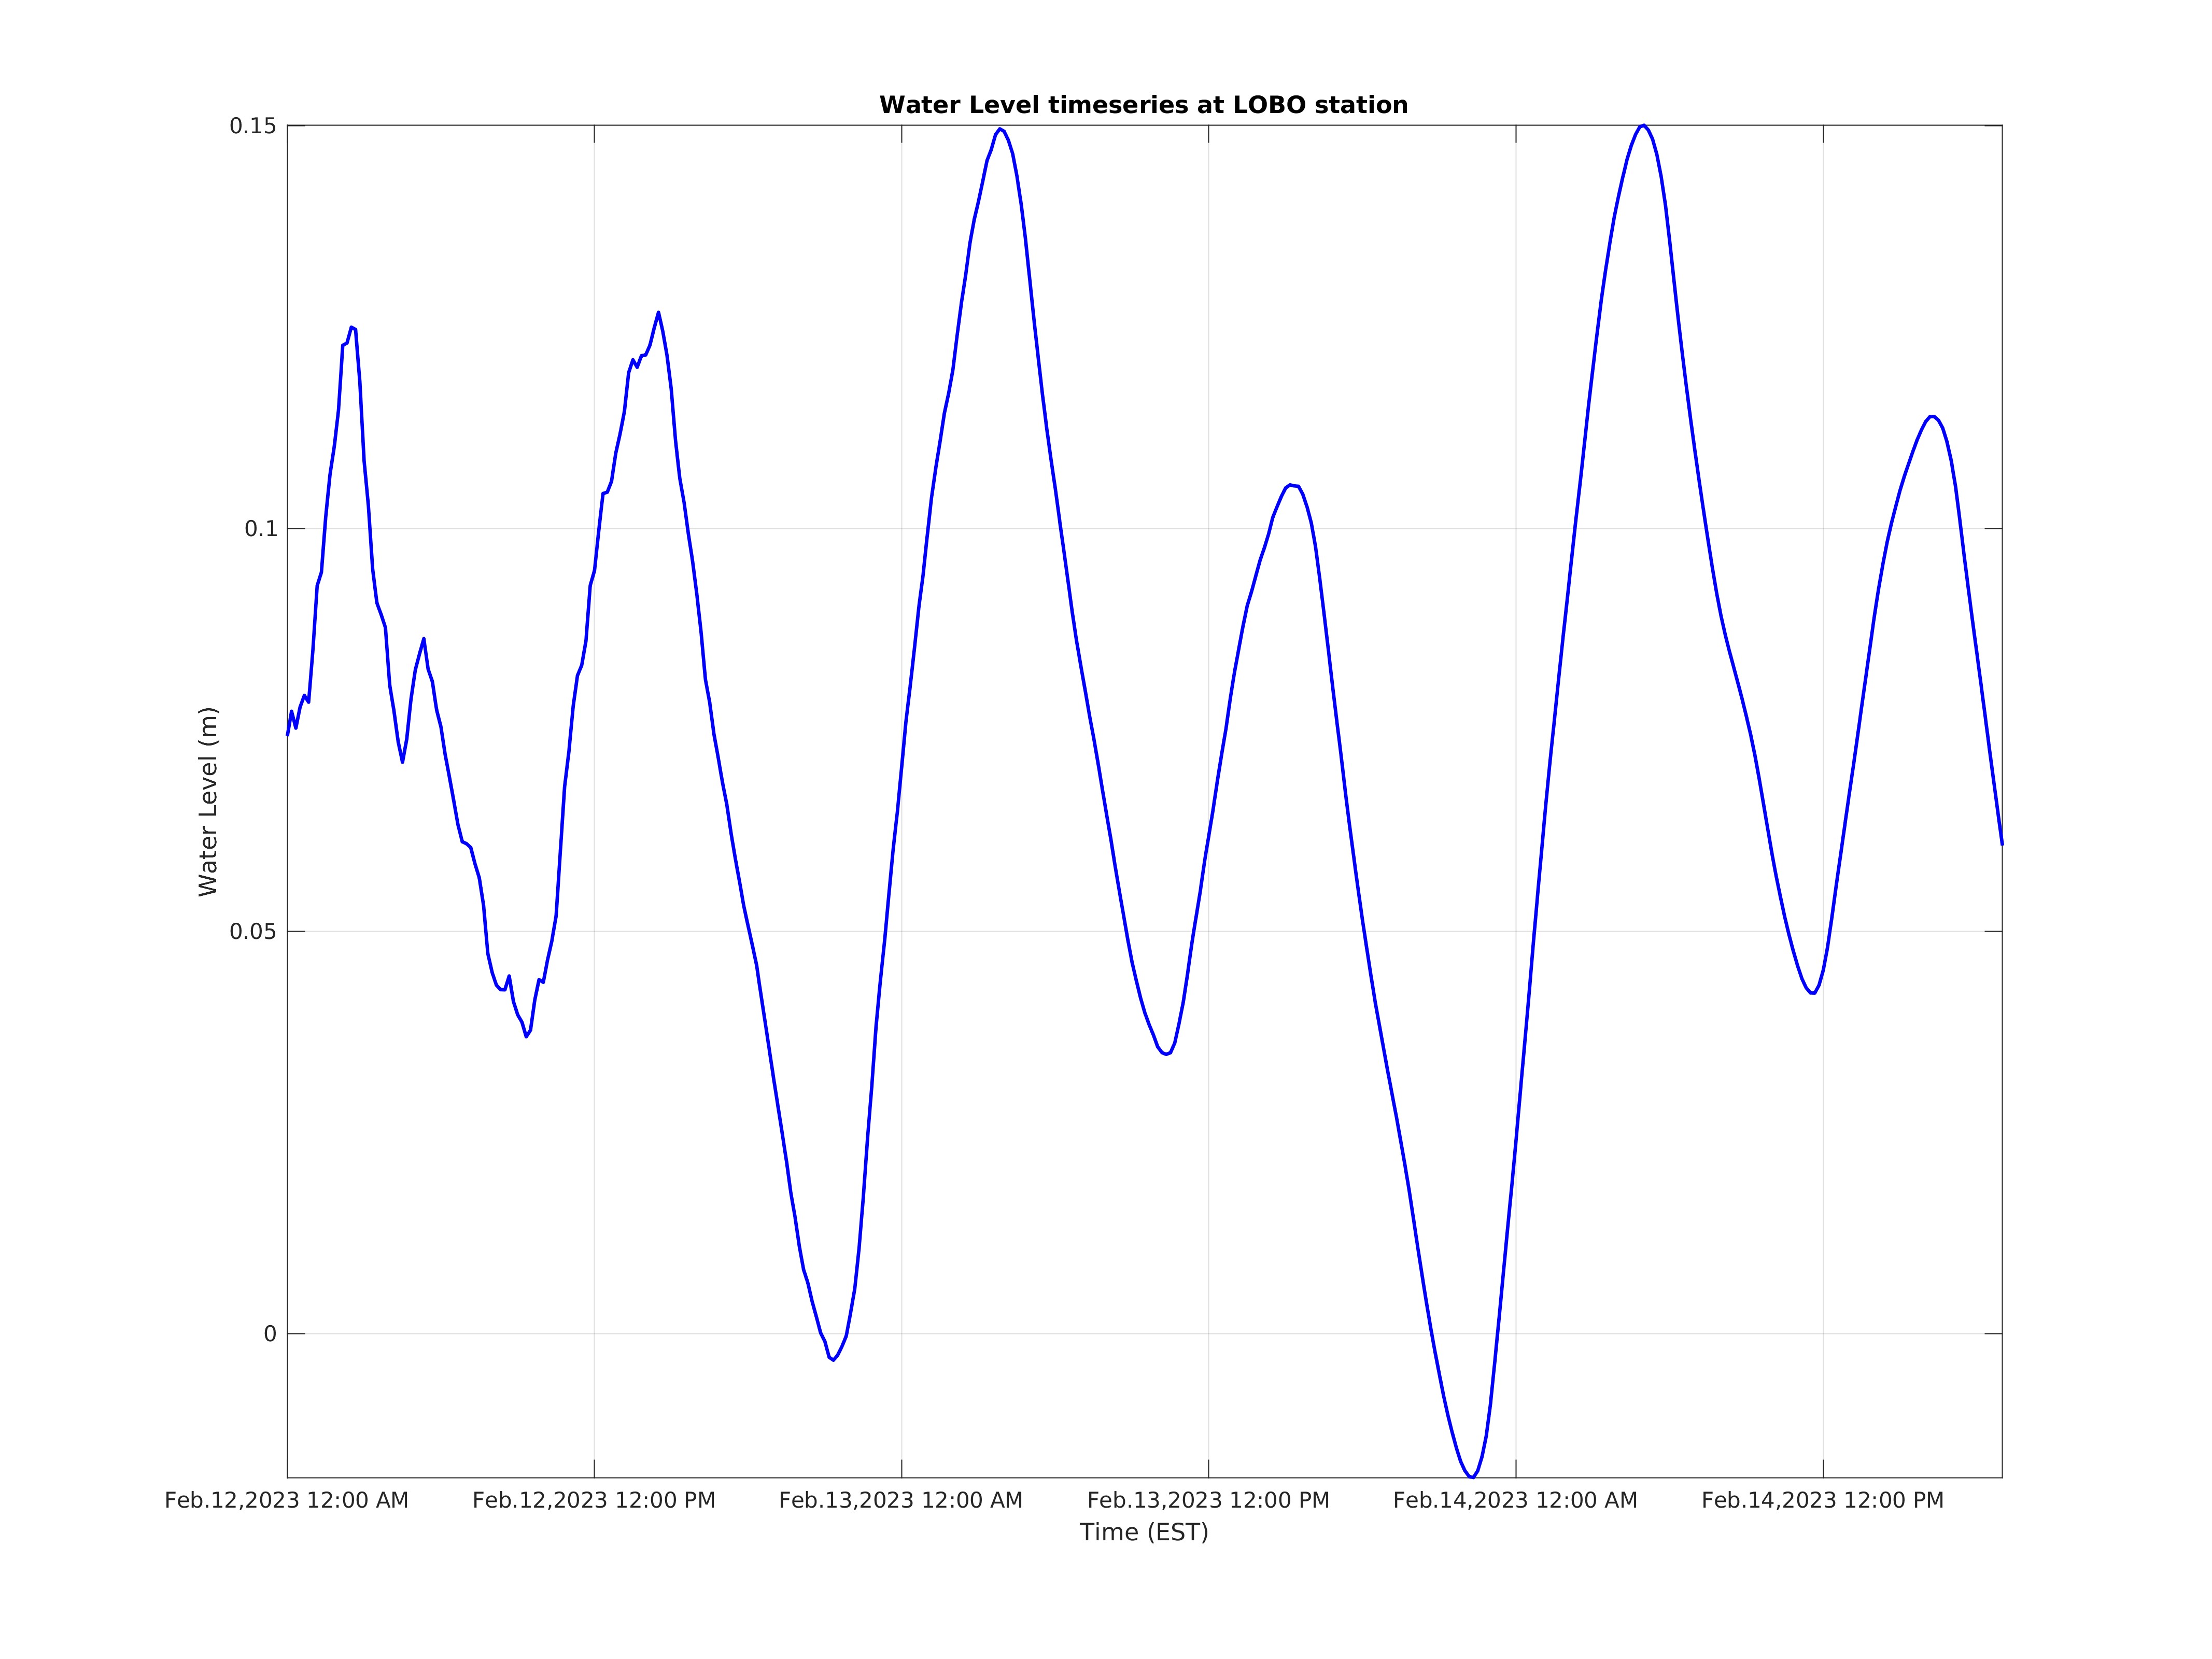 Water Level timeseries at LOBO station
0.15
0.1
0.05
0
Water Level (m)
Feb.12,2023 12:00 AM
Feb.12,2023 12:00 PM
Feb.13,2023 12:00 AM
Feb.13,2023 12:00 PM
Feb.14,2023 12:00 AM
Feb.14,2023 12:00 PM
Time (EST)